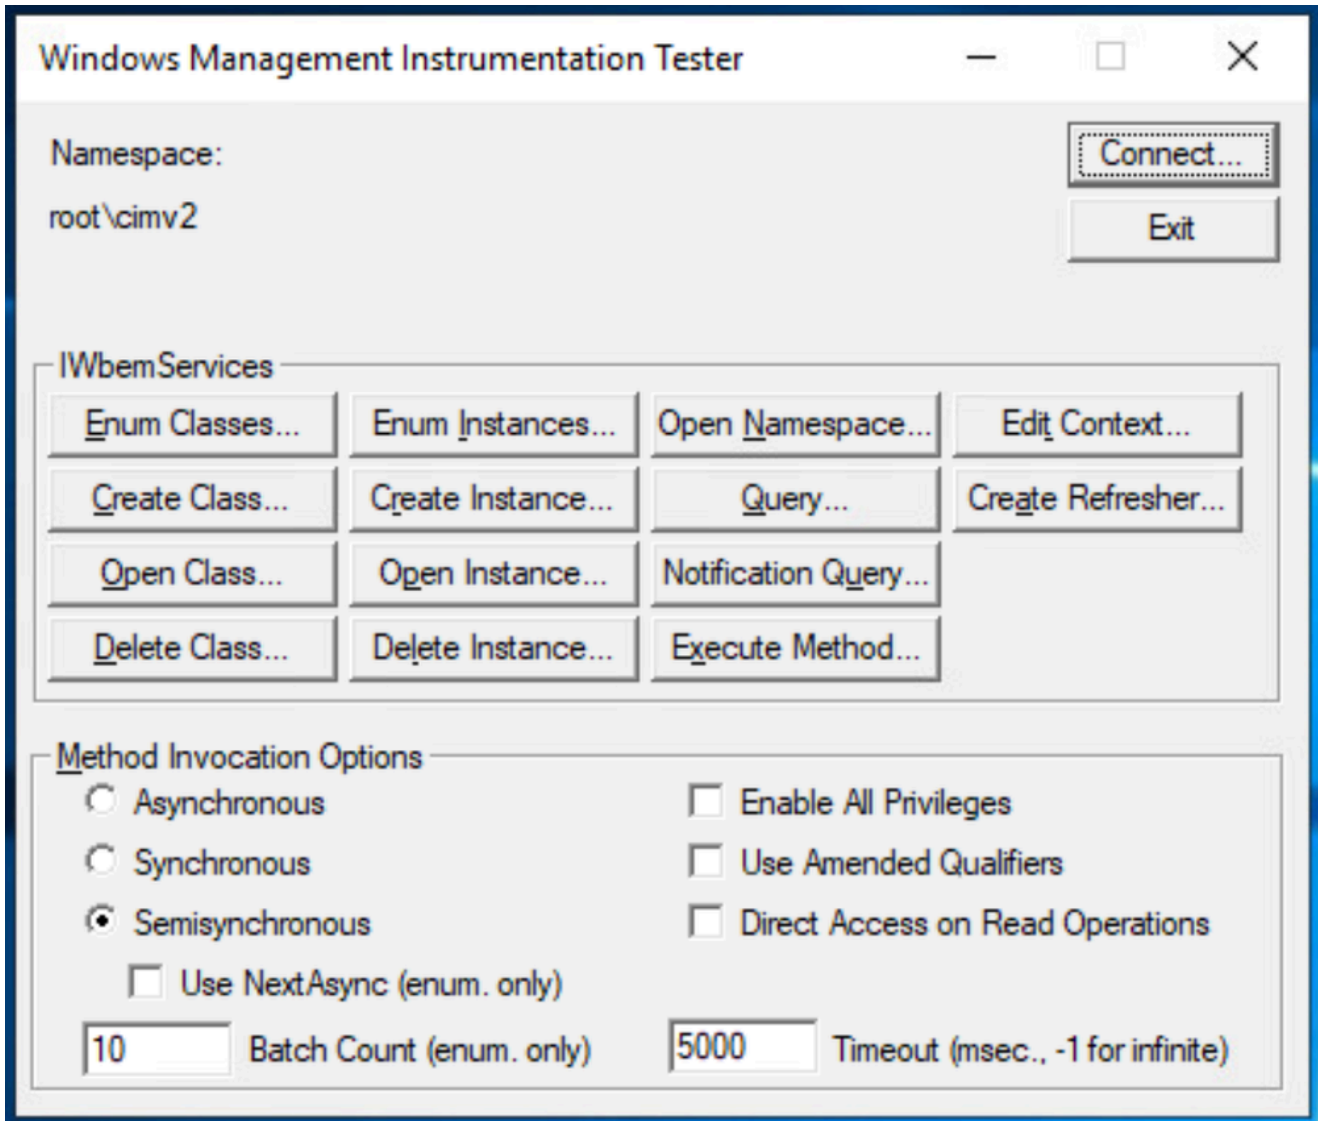 Windows Management Instrumentation Tester
Namespace:
Connect...
root\cimv2
Exit
IWbemServices
Enum Classes... Enum Instances... Open Namespace... Edit Context...
Create Class... Create Instance... Query... Create Refresher...
Open Class... Open Instance... Notification Query...
Delete Class... Delete Instance... Execute Method...
Method Invocation Options
Asynchronous Enable All Privileges
Synchronous Use Amended Qualifiers
Semisynchronous Direct Access on Read Operations
Use NextAsync (enum. only)
10 Batch Count (enum. only) 5000 Timeout (msec., -1 for infinite)